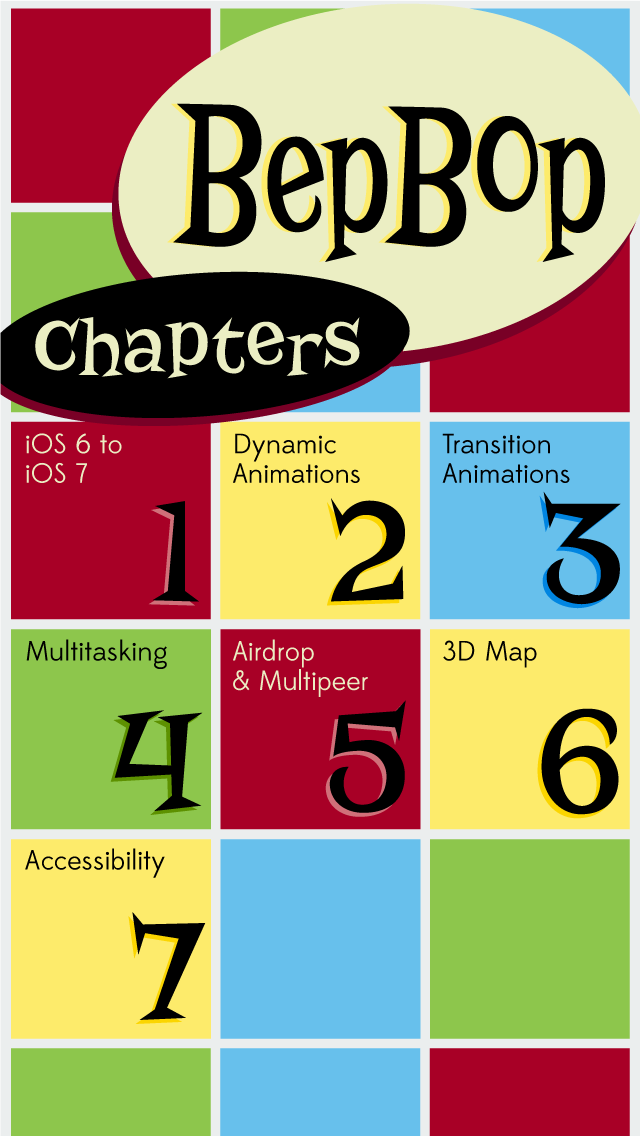 BepBop
Chapters
iOS 6 to
iOS 7
1
Dynamic
Animations
2
Transition
Animations
3
Multitasking
4
Airdrop
& Multipeer
5
3D Map
6
Accessibility
7